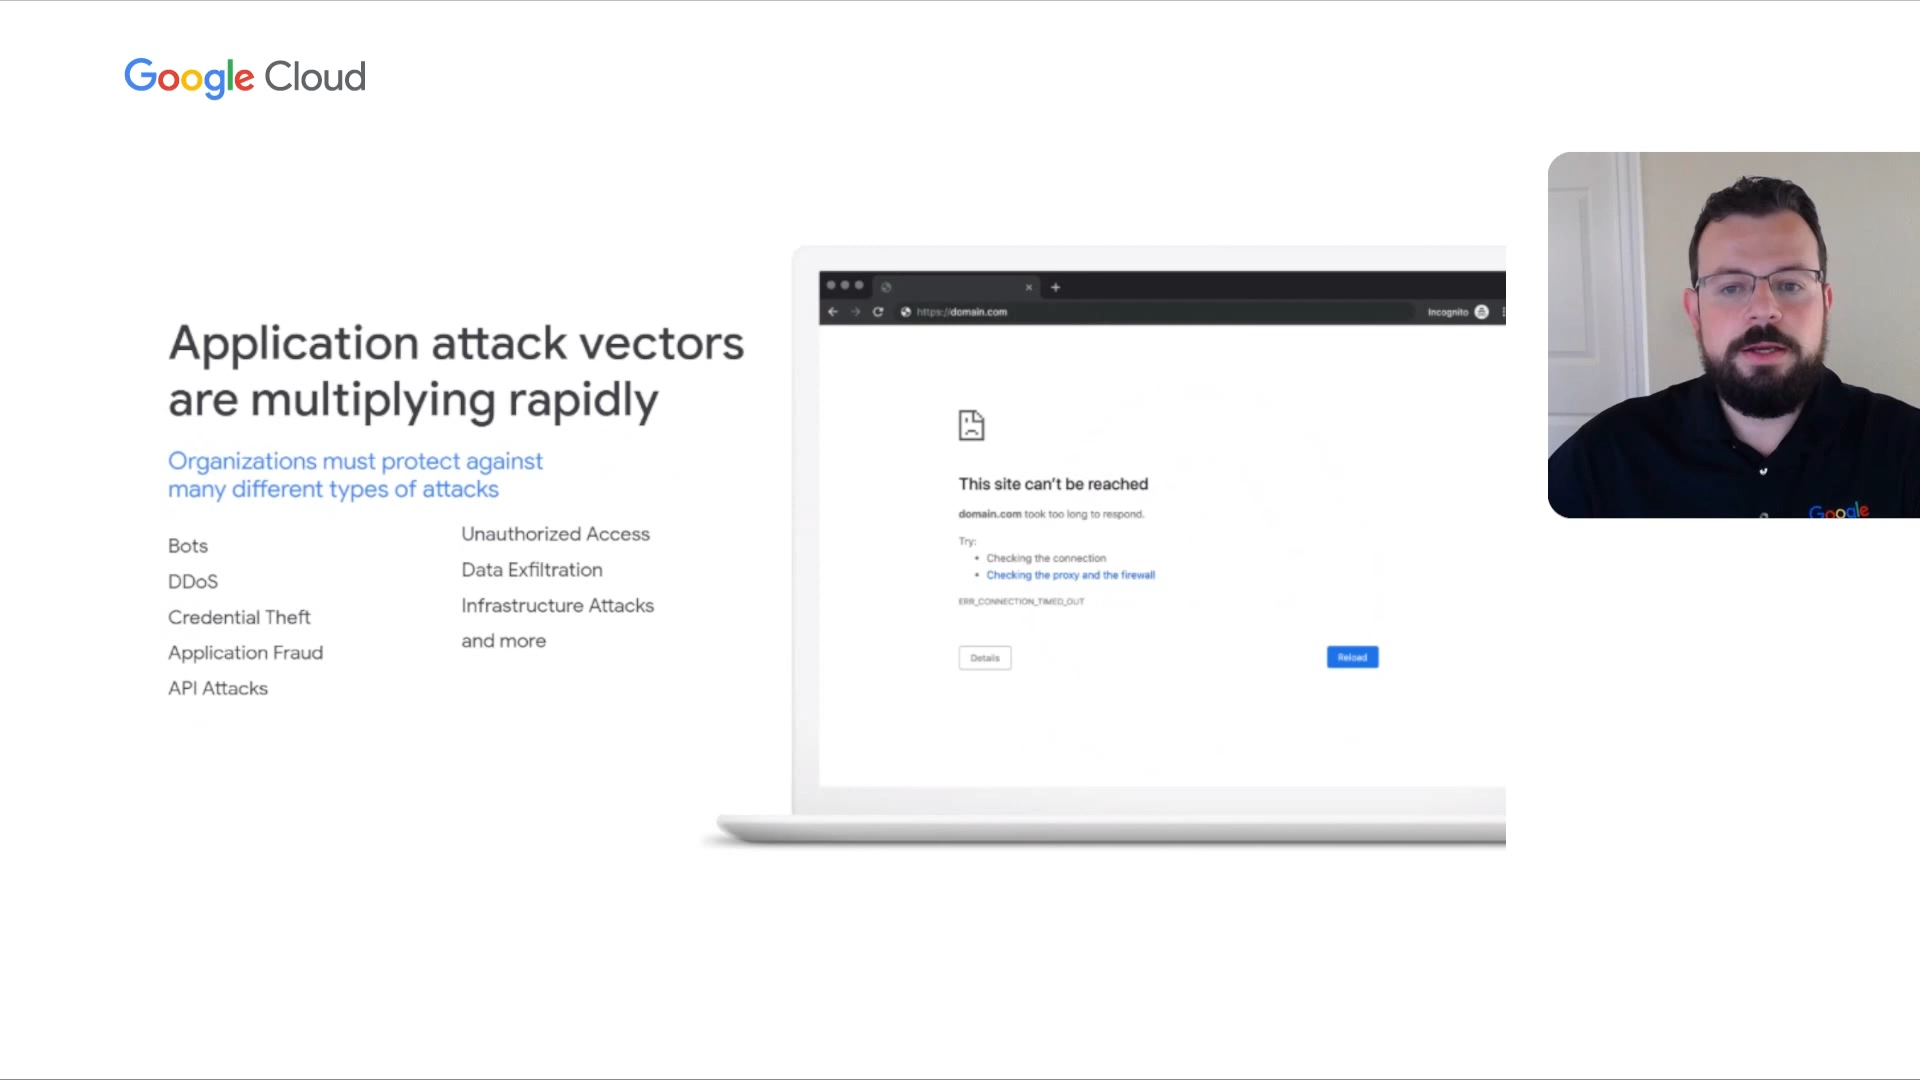 Google Cloud
Application attack vectors
are multiplying rapidly
Organizations must protect against
many different types of attacks
Bots
DDoS
Credential Theft
Application Fraud
API Attacks
Unauthorized Access
Data Exfiltration
Infrastructure Attacks
and more
https://domain.com
Incognito
This site can't be reached
domain.com took too long to respond.
Try:
• Checking the connection
• Checking the proxy and the firewall
ERR_CONNECTION_TIMED_OUT
Details
Reload
Google